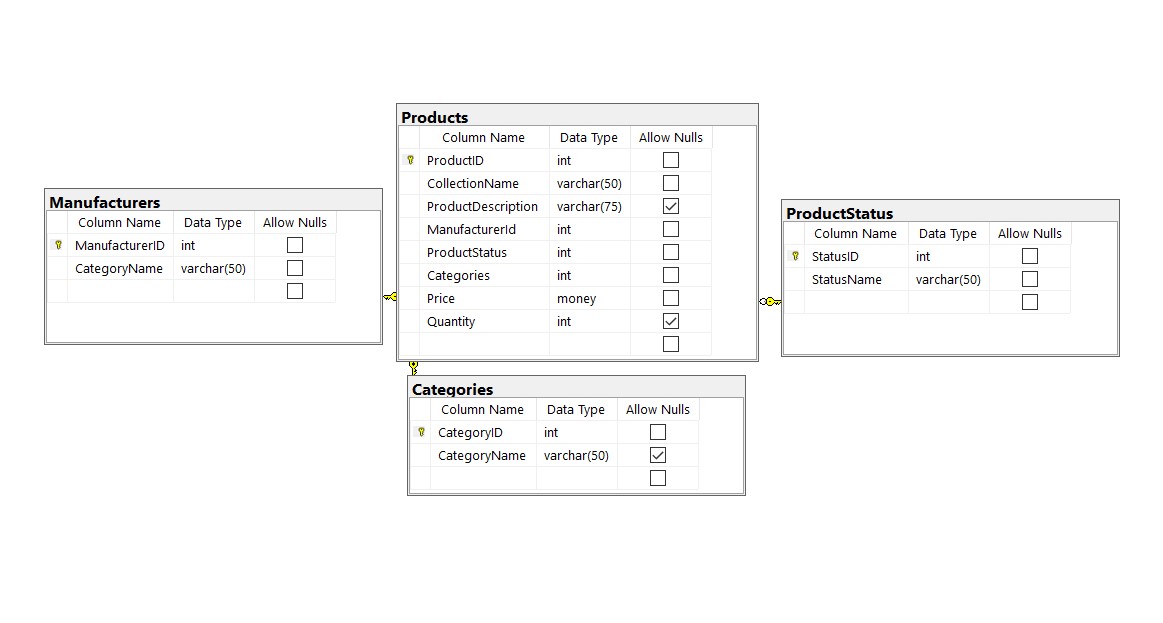 Products
Column Name Data Type Allow Nulls
ProductID int
CollectionName varchar(50)
ProductDescription varchar(75)
ManufacturerId int
ProductStatus int
Categories int
Price money
Quantity int
Manufacturers
Column Name Data Type Allow Nulls
ManufacturerID int
CategoryName varchar(50)
ProductStatus
Column Name Data Type Allow Nulls
StatusID int
StatusName varchar(50)
Categories
Column Name Data Type Allow Nulls
CategoryID int
CategoryName varchar(50)